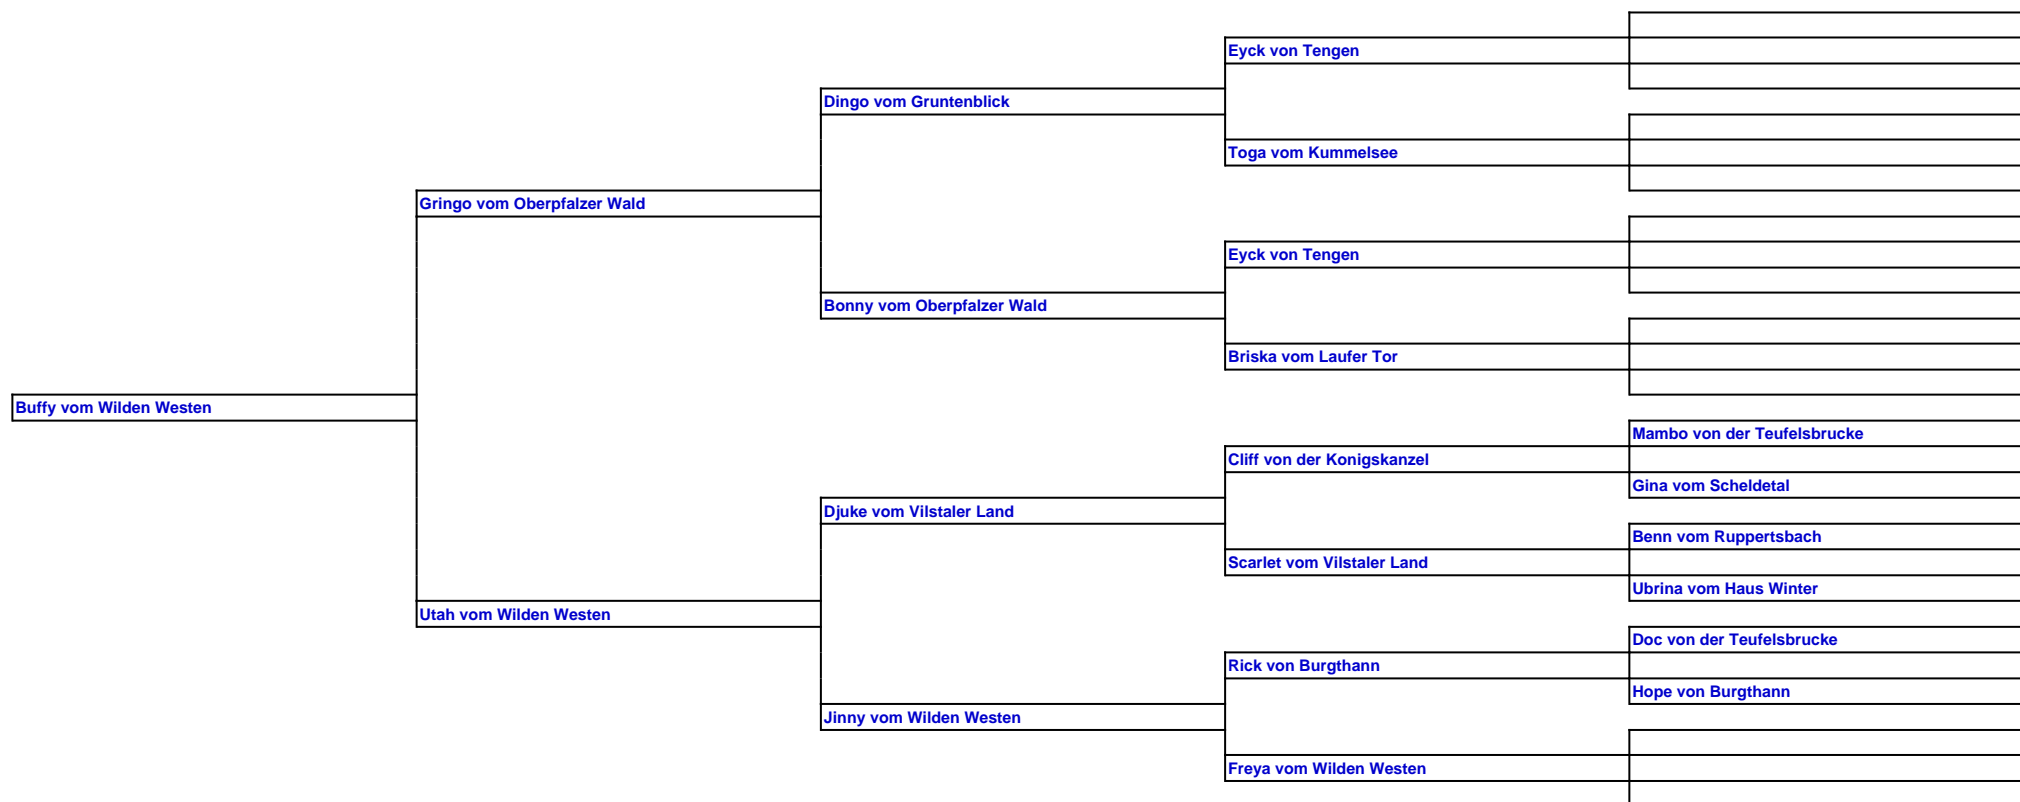 Eyck von Tengen
Dingo vom Gruntenblick
Toga vom Kummelsee
Gringo vom Oberpfalzer Wald
Eyck von Tengen
Bonny vom Oberpfalzer Wald
Briska vom Laufer Tor
Buffy vom Wilden Westen
Mambo von der Teufelsbrucke
Cliff von der Konigskanzel
Gina vom Scheldetal
Djuke vom Vilstaler Land
Benn vom Ruppertsbach
Scarlet vom Vilstaler Land
Ubrina vom Haus Winter
Utah vom Wilden Westen
Doc von der Teufelsbrucke
Rick von Burgthann
Hope von Burgthann
Jinny vom Wilden Westen
Freya vom Wilden Westen